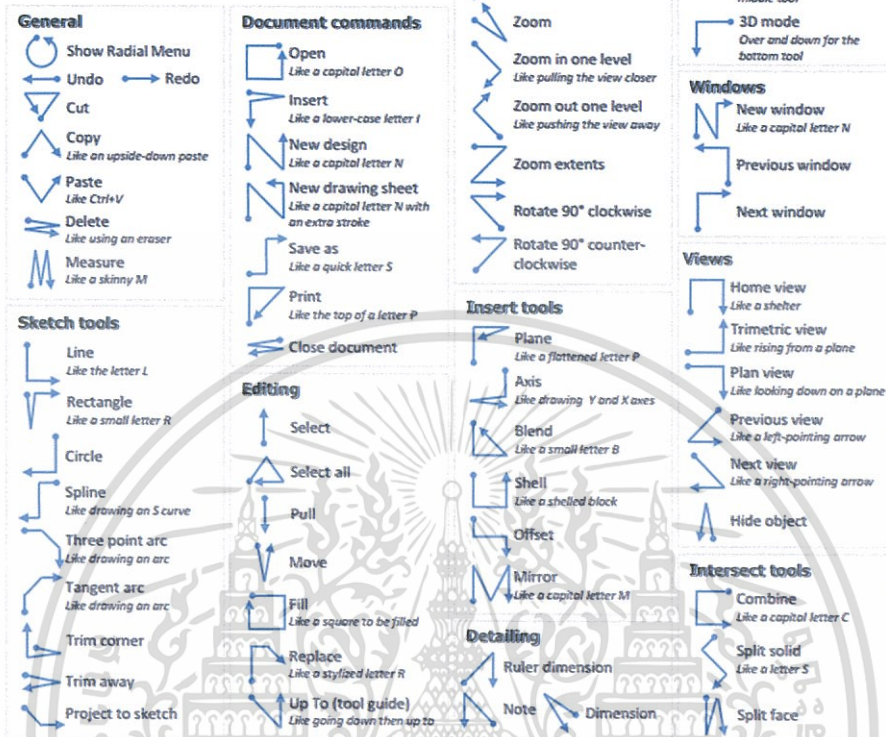 General
Show Radial Menu
Undo
Redo
Cut
Copy
Like an upside-down paste
Paste
Like Ctrl+V
Delete
Like using an eraser
Measure
Like a skinny M
Sketch tools
Line
Like the letter L
Rectangle
Like a small letter R
Circle
Spline
Like drawing an S curve
Three point arc
Like drawing an arc
Tangent arc
Like drawing an arc
Trim corner
Trim away
Project to sketch
Document commands
Open
Like a capital letter O
Insert
Like a lower-case letter I
New design
Like a capital letter N
New drawing sheet
Like a capital letter N with
an extra stroke
Save as
Like a quick letter S
Print
Like the top of a letter P
Close document
Editing
Select
Select all
Pull
Move
Fill
Like a square to be filled
Replace
Like a stylized letter R
Up To (tool guide)
Like going down then up to
Zoom
Zoom in one level
Like pulling the view closer
Zoom out one level
Like pushing the view away
Zoom extents
Rotate 90° clockwise
Rotate 90° counter-
clockwise
Insert tools
Plane
Like a flattened letter P
Axis
Like drawing Y and X axes
Blend
Like a small letter B
Shell
Like a shelled block
Offset
Mirror
Like a capital letter M
Detailing
Ruler dimension
Note
Dimension
middle tool
3D mode
Over and down for the
bottom tool
Windows
New window
Like a capital letter N
Previous window
Next window
Views
Home view
Like a shelter
Trimetric view
Like rising from a plane
Plan view
Like looking down on a plane
Previous view
Like a left-pointing arrow
Next view
Like a right-pointing arrow
Hide object
Intersect tools
Combine
Like a capital letter C
Split solid
Like a letter S
Split face